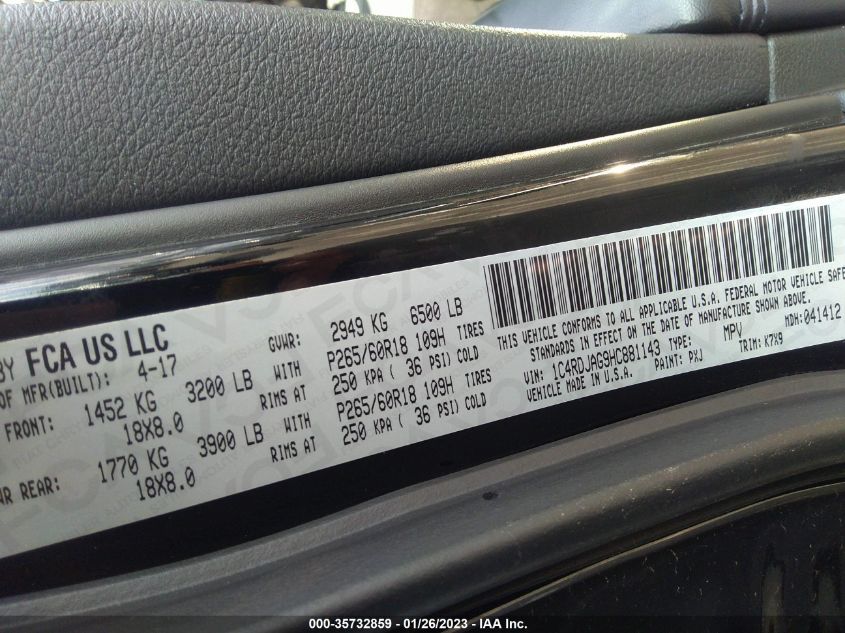 BY FCA US LLC
OF MFR(BUILT): 4-17
GVWR: 2949 KG 6500 LB
FRONT: 1452 KG 3200 LB WITH P265/60R18 109H TIRES
18X8.0 RIMS AT 250 KPA ( 36 PSI) COLD
WR REAR: 1770 KG 3900 LB WITH P265/60R18 109H TIRES
18X8.0 RIMS AT 250 KPA ( 36 PSI) COLD
THIS VEHICLE CONFORMS TO ALL APPLICABLE U.S.A. FEDERAL MOTOR VEHICLE SAFE
STANDARDS IN EFFECT ON THE DATE OF MANUFACTURE SHOWN ABOVE.
VIN: 1C4RDJAG9HC881143 TYPE: MPV MDH: 041412
VEHICLE MADE IN U.S.A. PAINT: PXJ TRIM: K7X9
000-35732859 - 01/26/2023 - IAA Inc.